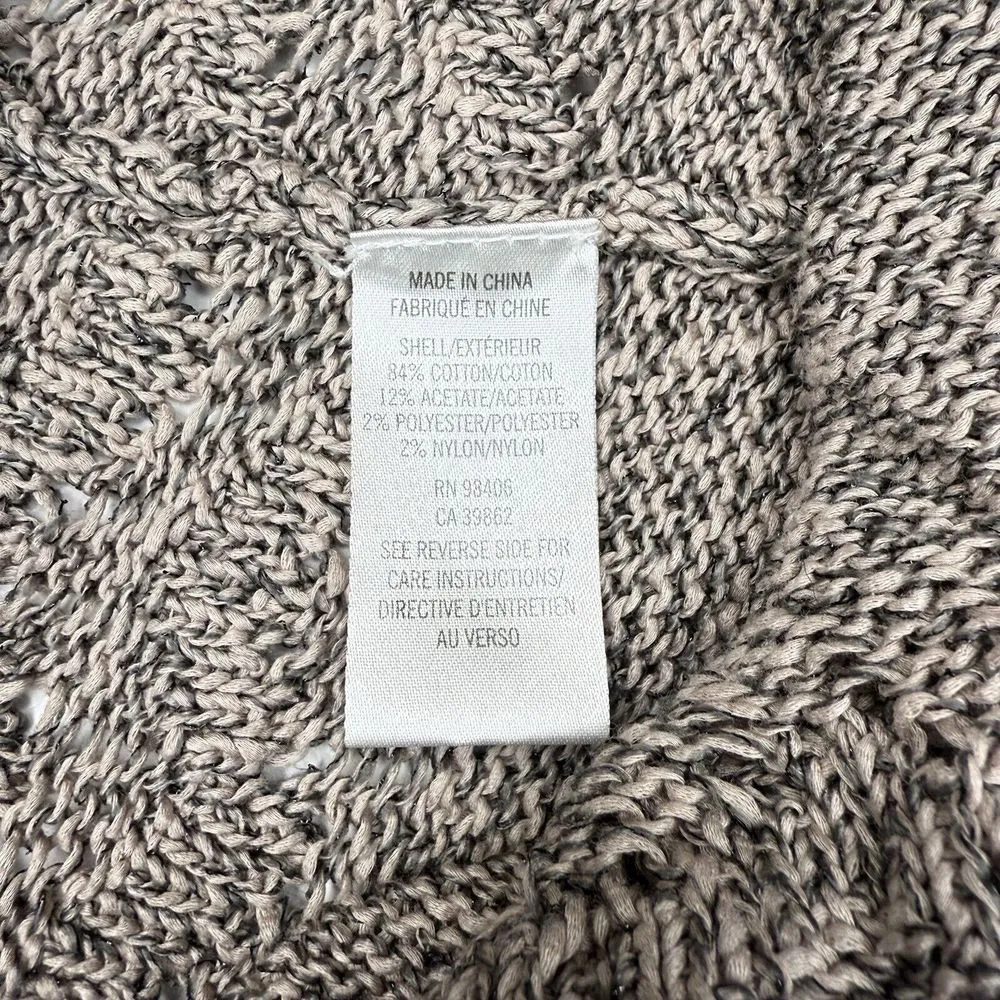 MADE IN CHINA
FABRIQUÉ EN CHINE
SHELL/EXTÉRIEUR
84% COTTON/COTON
12% ACETATE/ACETATE
2% POLYESTER/POLYESTER
2% NYLON/NYLON
RN 98406
CA 39862
SEE REVERSE SIDE FOR
CARE INSTRUCTIONS/
DIRECTIVE D'ENTRETIEN
AU VERSO